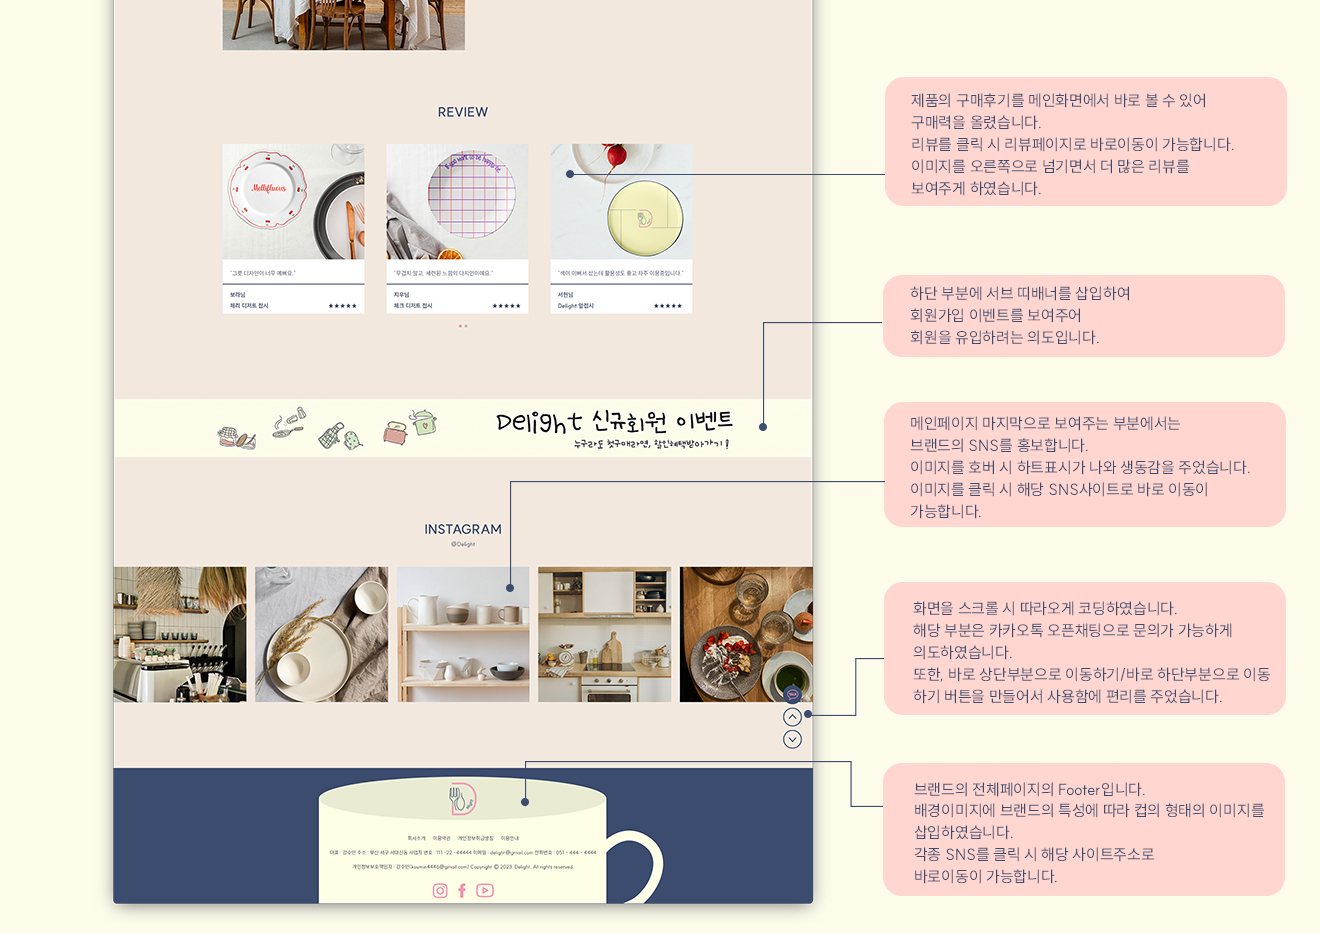 REVIEW
Mellifluous
"그릇 디자인이 너무 예뻐요."
보라님
체리 디저트 접시
★★★★★
"무겁지 않고, 세련된 느낌의 디자인이에요."
지우님
체크 디저트 접시
★★★★★
"색이 이뻐서 샀는데 활용성도 좋고 자주 이용중입니다."
서현님
Delight 앞접시
★★★★★
Delight 신규회원 이벤트
누구라도 첫구매라면, 할인혜택받아가기!
INSTAGRAM
@Delight
회사소개 이용약관 개인정보취급방침 이용안내
대표 : 강수민 주소 : 부산 서구 서대신동 사업자 번호 : 111-22-44444 이메일 : delight@gmail.com 전화번호 : 051 - 444 - 4444
Copyright © 2023. Delight. All rights reserved.
제품의 구매후기를 메인화면에서 바로 볼 수 있어
구매력을 올렸습니다.
리뷰를 클릭 시 리뷰페이지로 바로이동이 가능합니다.
이미지를 오른쪽으로 넘기면서 더 많은 리뷰를
보여주게 하였습니다.
하단 부분에 서브 띠배너를 삽입하여
회원가입 이벤트를 보여주어
회원을 유입하려는 의도입니다.
메인페이지 마지막으로 보여주는 부분에서는
브랜드의 SNS를 홍보합니다.
이미지를 호버 시 하트표시가 나와 생동감을 주었습니다.
이미지를 클릭 시 해당 SNS사이트로 바로 이동이
가능합니다.
화면을 스크롤 시 따라오게 코딩하였습니다.
해당 부분은 카카오톡 오픈채팅으로 문의가 가능하게
의도하였습니다.
또한, 바로 상단부분으로 이동하기/바로 하단부분으로 이동
하기 버튼을 만들어서 사용함에 편리를 주었습니다.
브랜드의 전체페이지의 Footer입니다.
배경이미지에 브랜드의 특성에 따라 컵의 형태의 이미지를
삽입하였습니다.
각종 SNS를 클릭 시 해당 사이트주소로
바로이동이 가능합니다.